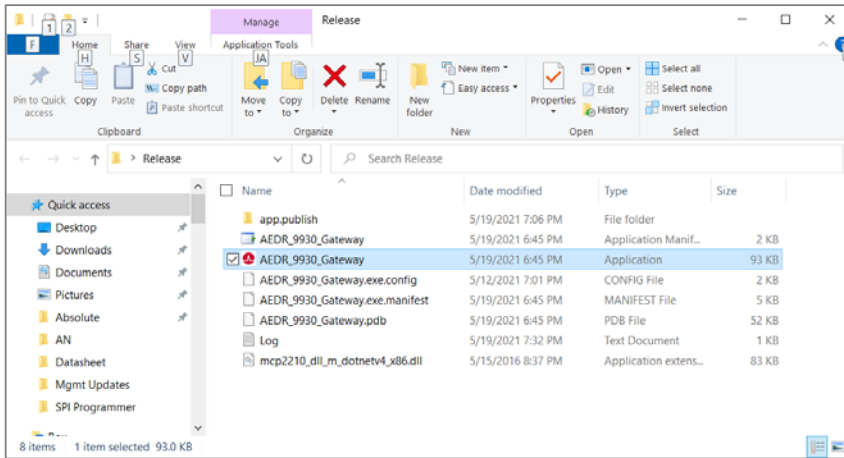 Manage Release
1 2
F Home Share View Application Tools
H S V JA
Pin to Quick access
Copy
Paste
Cut
Copy path
Paste shortcut
Move to
Copy to
Delete
Rename
New folder
New item
Easy access
Properties
Open
Edit
History
Select all
Select none
Invert selection
Clipboard Organize New Open Select
Release
Search Release
Name Date modified Type Size
Quick access
Desktop
Downloads
Documents
Pictures
Absolute
AN
Datasheet
Mgmt Updates
SPI Programmer
app.publish 5/19/2021 7:06 PM File folder
AEDR_9930_Gateway 5/19/2021 6:45 PM Application Manif... 2 KB
AEDR_9930_Gateway 5/19/2021 6:45 PM Application 93 KB
AEDR_9930_Gateway.exe.config 5/12/2021 7:01 PM CONFIG File 2 KB
AEDR_9930_Gateway.exe.manifest 5/19/2021 6:45 PM MANIFEST File 5 KB
AEDR_9930_Gateway.pdb 5/19/2021 6:45 PM PDB File 52 KB
Log 5/19/2021 7:32 PM Text Document 1 KB
mcp2210_dll_m_dotnetv4_x86.dll 5/15/2016 8:37 PM Application extens... 83 KB
8 items 1 item selected 93.0 KB